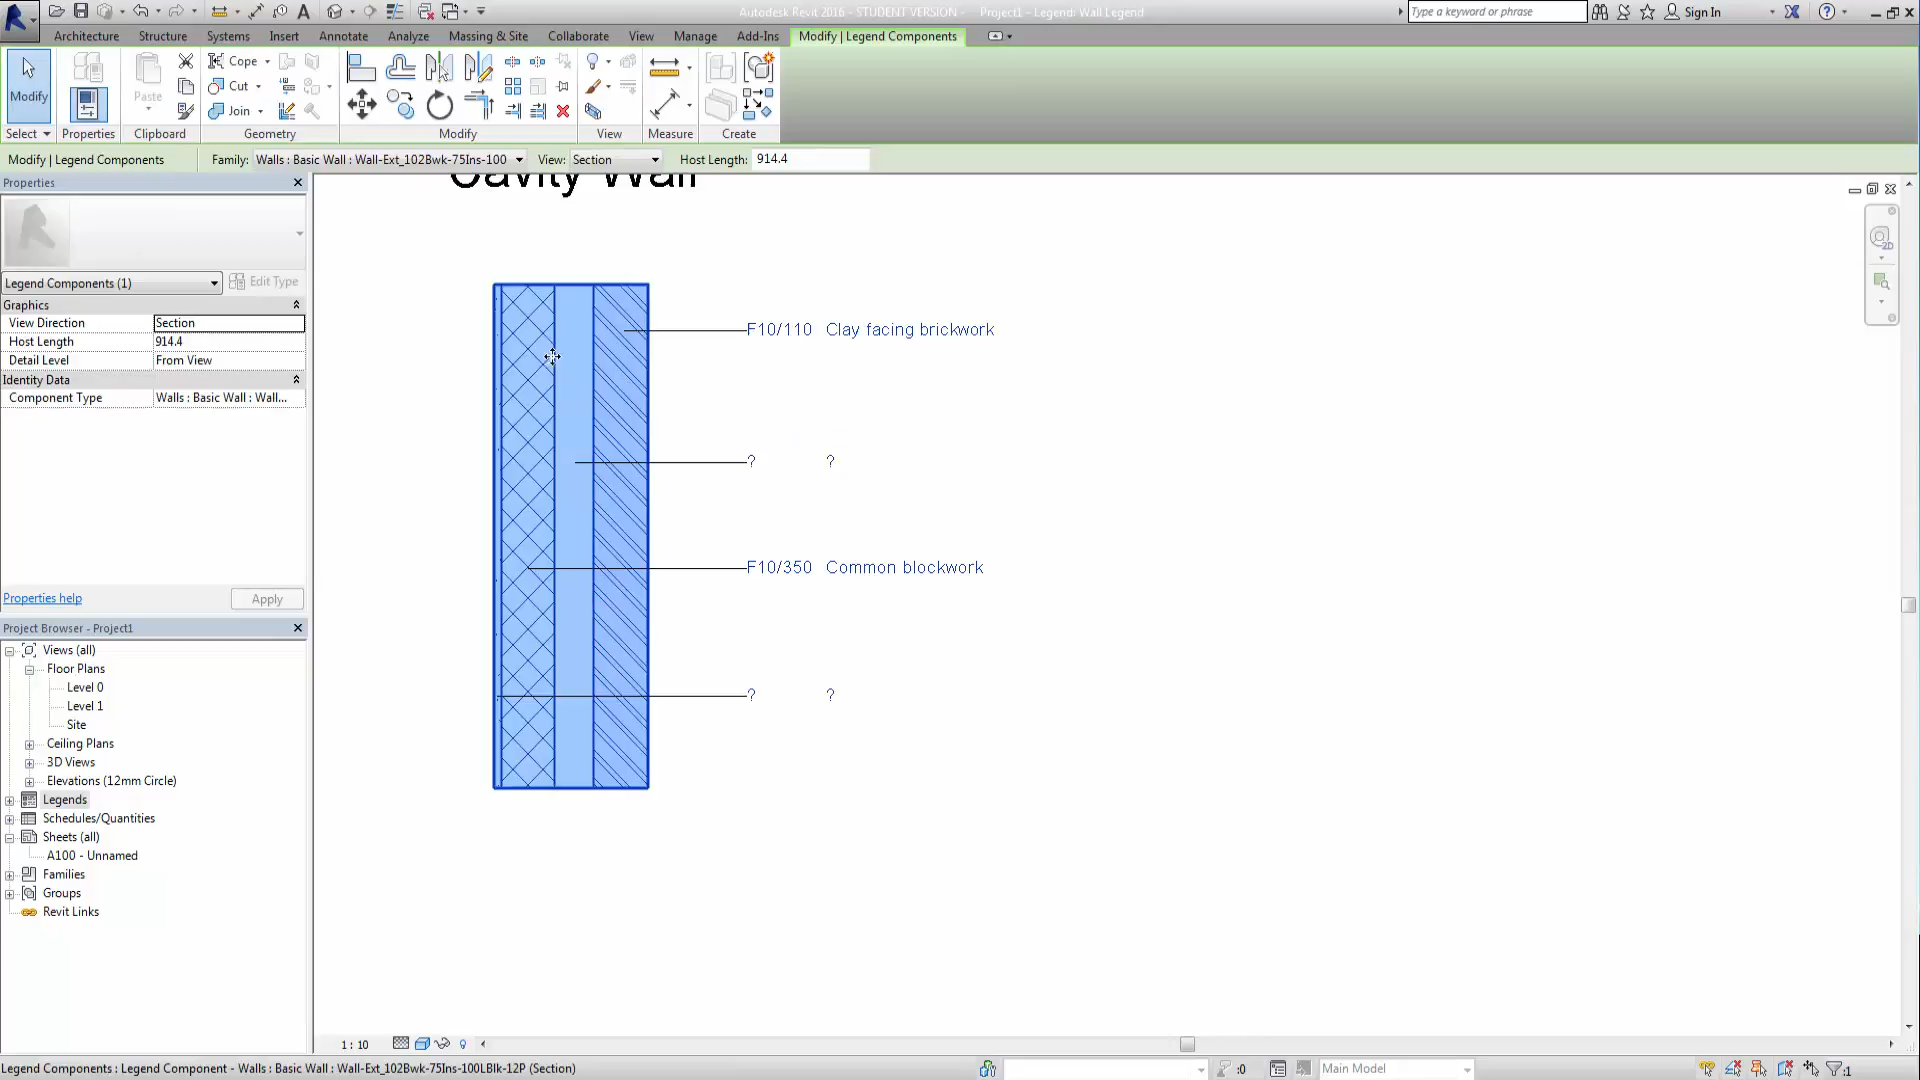 Autodesk Revit 2016 - STUDENT VERSION - Project1 - Legend: Wall Legend
Type a keyword or phrase
Sign In
Architecture Structure Systems Insert Annotate Analyze Massing & Site Collaborate View Manage Add-Ins Modify | Legend Components
Modify
Paste
Cope
Cut
Join
Select Properties Clipboard Geometry Modify View Measure Create
Modify | Legend Components Family: Walls : Basic Wall : Wall-Ext_102Bwk-75Ins-100 View: Section Host Length: 914.4
Properties
Cavity Wall
Legend Components (1) Edit Type
Graphics
View Direction Section
Host Length 914.4
Detail Level From View
Identity Data
Component Type Walls : Basic Wall : Wall...
F10/110 Clay facing brickwork
? ?
F10/350 Common blockwork
? ?
Properties help Apply
Project Browser - Project1
Views (all)
Floor Plans
Level 0
Level 1
Site
Ceiling Plans
3D Views
Elevations (12mm Circle)
Legends
Schedules/Quantities
Sheets (all)
A100 - Unnamed
Families
Groups
Revit Links
1 : 10
Legend Components : Legend Component - Walls : Basic Wall : Wall-Ext_102Bwk-75Ins-100LBlk-12P (Section) :0 Main Model :1